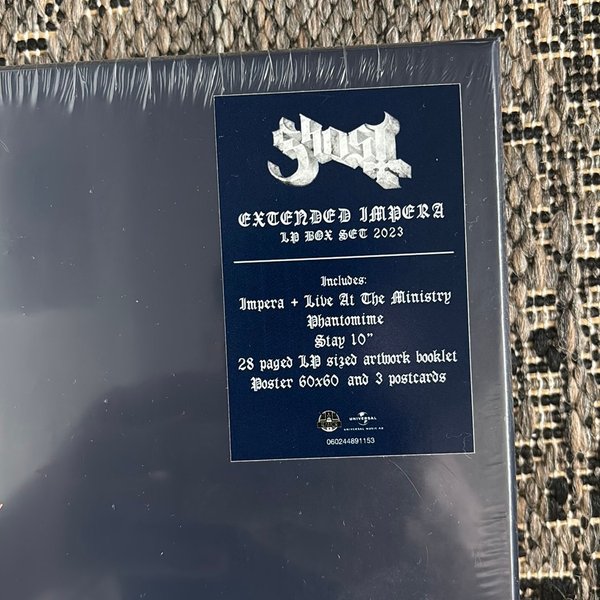 Ghost
EXTENDED IMPERA
LP BOX SET 2023
Includes:
Impera + Live At The Ministry
Phantomime
Stay 10"
28 paged LP sized artwork booklet
Poster 60x60 and 3 postcards
UNIVERSAL
UNIVERSAL MUSIC AB
060244891153